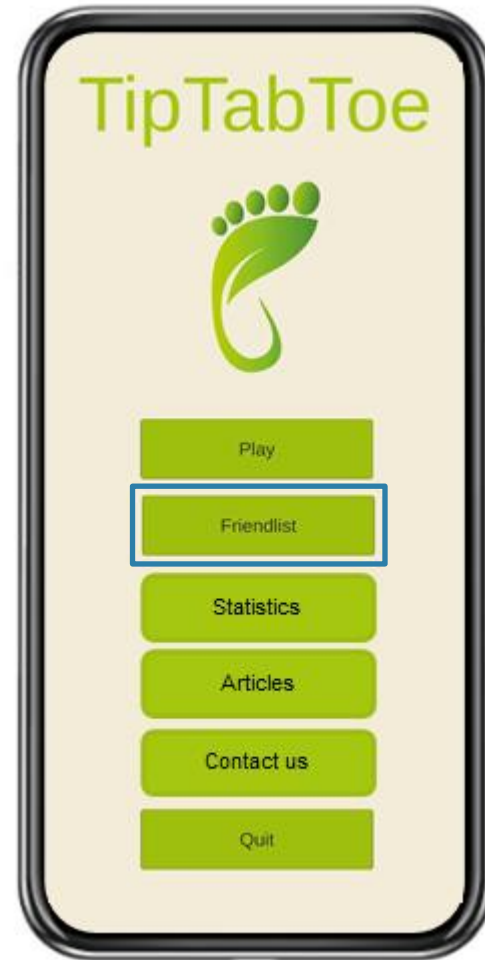 TipTabToe
Play
Friendlist
Statistics
Articles
Contact us
Quit